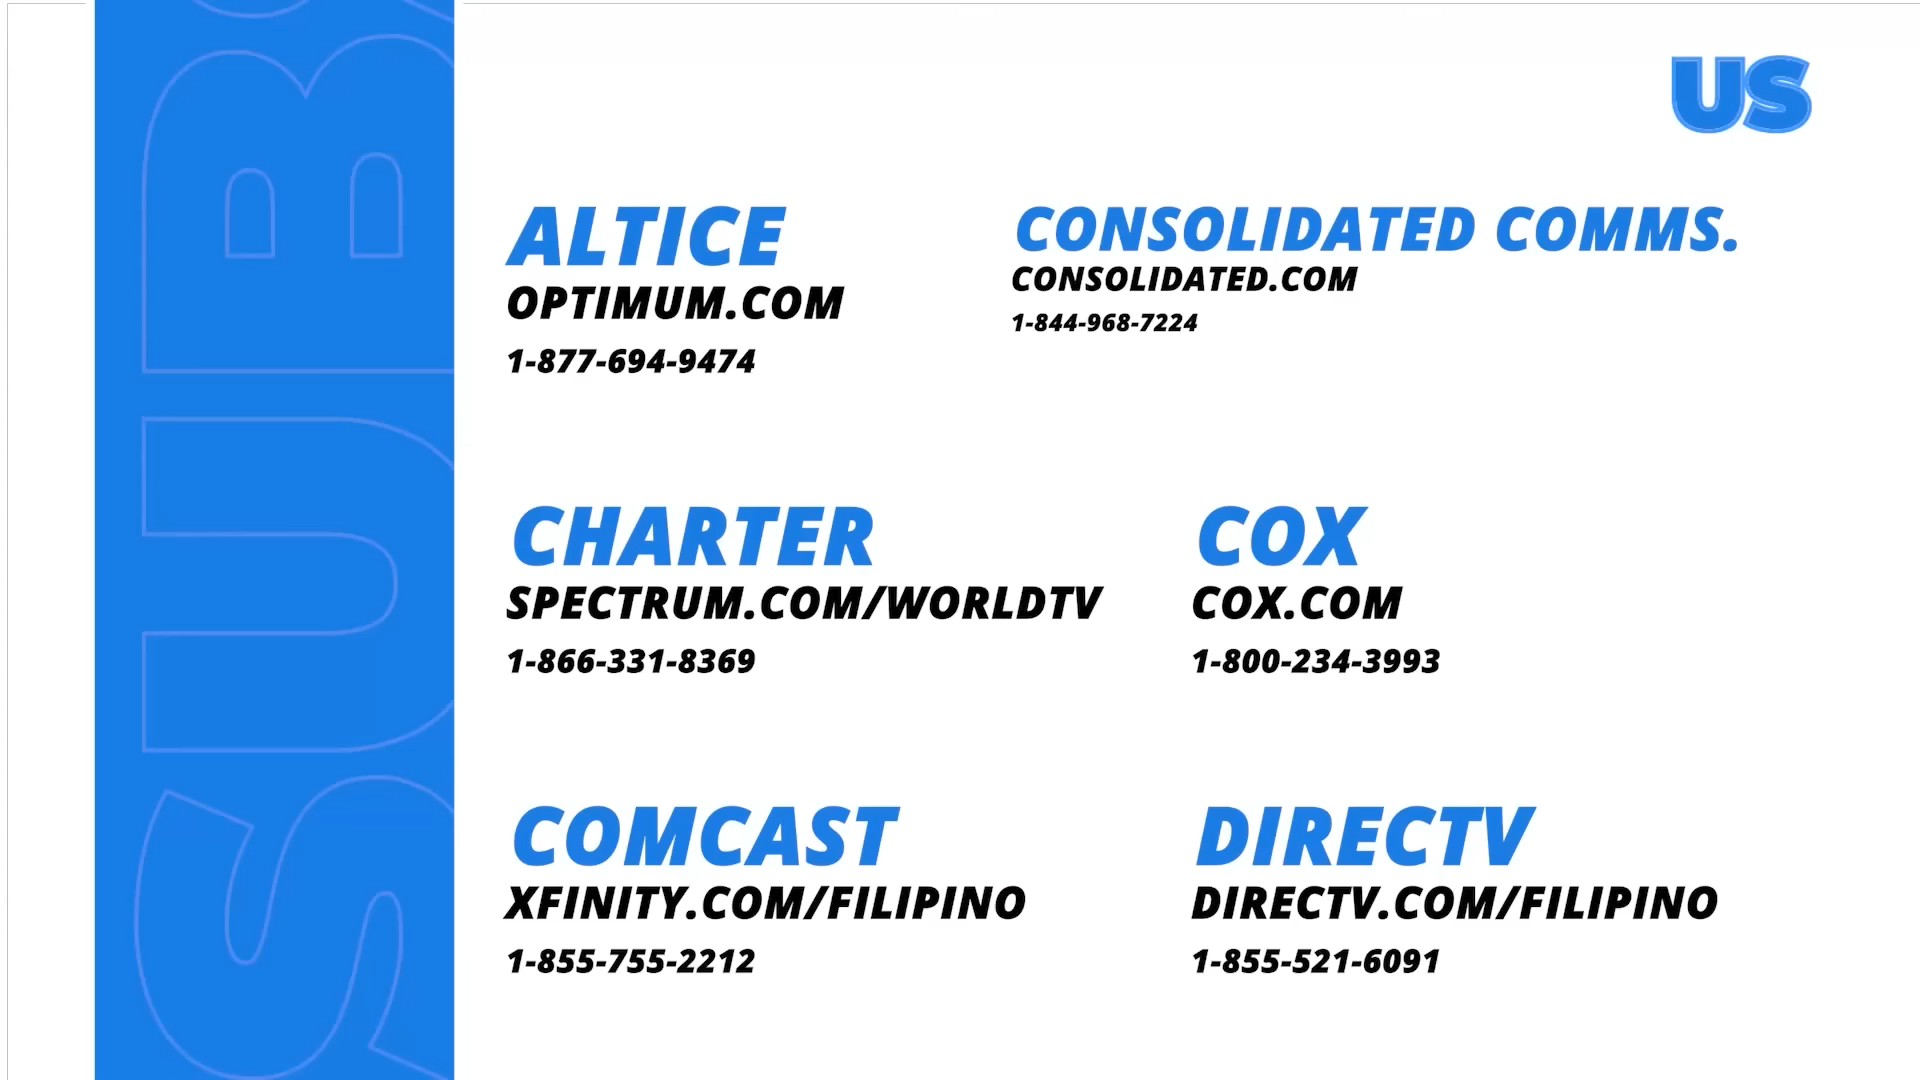 US
ALTICE
OPTIMUM.COM
1-877-694-9474
CONSOLIDATED COMMS.
CONSOLIDATED.COM
1-844-968-7224
CHARTER
SPECTRUM.COM/WORLDTV
1-866-331-8369
COX
COX.COM
1-800-234-3993
COMCAST
XFINITY.COM/FILIPINO
1-855-755-2212
DIRECTV
DIRECTV.COM/FILIPINO
1-855-521-6091
SUB